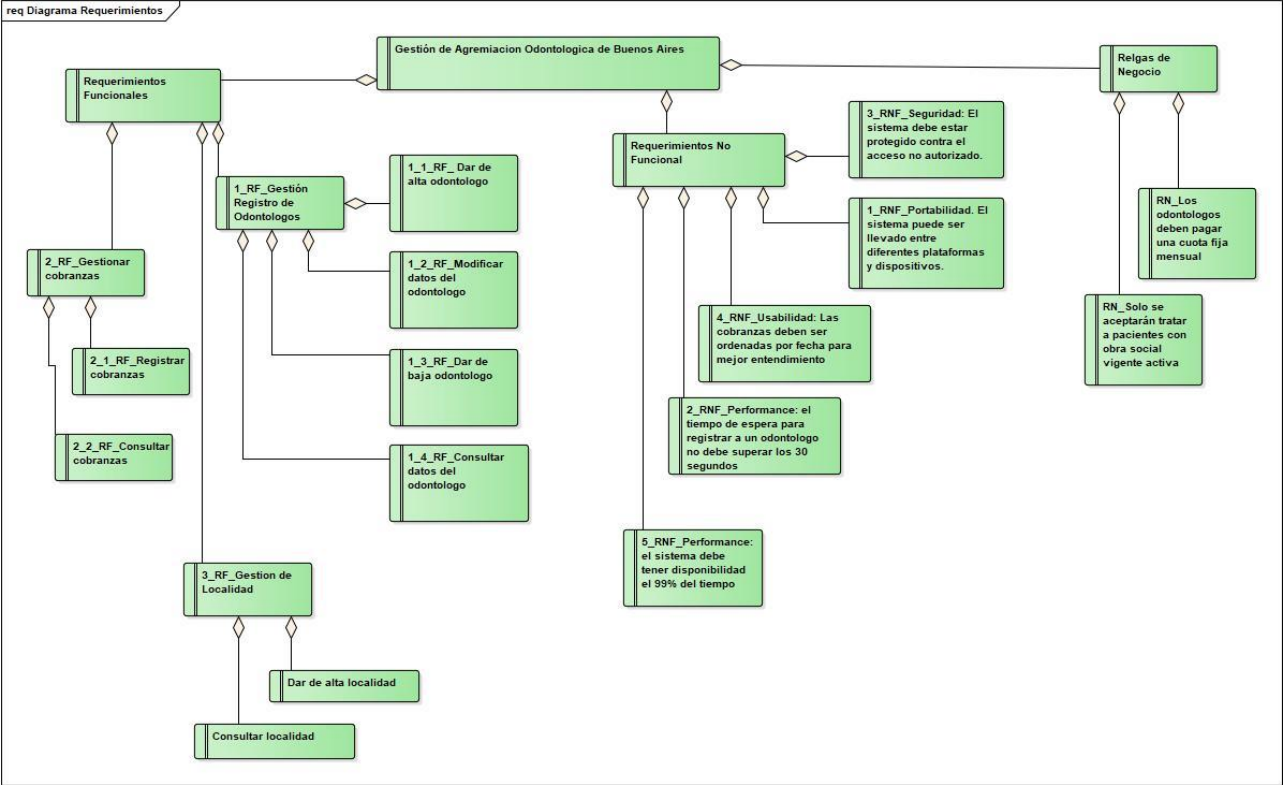 req Diagrama Requerimientos
Gestión de Agremiacion Odontologica de Buenos Aires
Requerimientos
Funcionales
Relgas de
Negocio
Requerimientos No
Funcional
3_RNF_Seguridad: El
sistema debe estar
protegido contra el
acceso no autorizado.
1_1_RF_ Dar de
alta odontologo
1_RF_Gestión
Registro de
Odontologos
1_RNF_Portabilidad. El
sistema puede ser
llevado entre
diferentes plataformas
y dispositivos.
RN_Los
odontologos
deben pagar
una cuota fija
mensual
2_RF_Gestionar
cobranzas
1_2_RF_Modificar
datos del
odontologo
4_RNF_Usabilidad: Las
cobranzas deben ser
ordenadas por fecha para
mejor entendimiento
RN_Solo se
aceptarán tratar
a pacientes con
obra social
vigente activa
2_1_RF_Registrar
cobranzas
1_3_RF_Dar de
baja odontologo
2_RNF_Performance: el
tiempo de espera para
registrar a un odontologo
no debe superar los 30
segundos
2_2_RF_Consultar
cobranzas
1_4_RF_Consultar
datos del
odontologo
5_RNF_Performance:
el sistema debe
tener disponibilidad
el 99% del tiempo
3_RF_Gestion de
Localidad
Dar de alta localidad
Consultar localidad